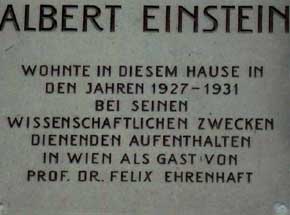 ALBERT EINSTEIN
WOHNTE IN DIESEM HAUSE IN
DEN JAHREN 1927-1931
BEI SEINEN
WISSENSCHAFTLICHEN ZWECKEN
DIENENDEN AUFENTHALTEN
IN WIEN ALS GAST VON
PROF. DR. FELIX EHRENHAFT